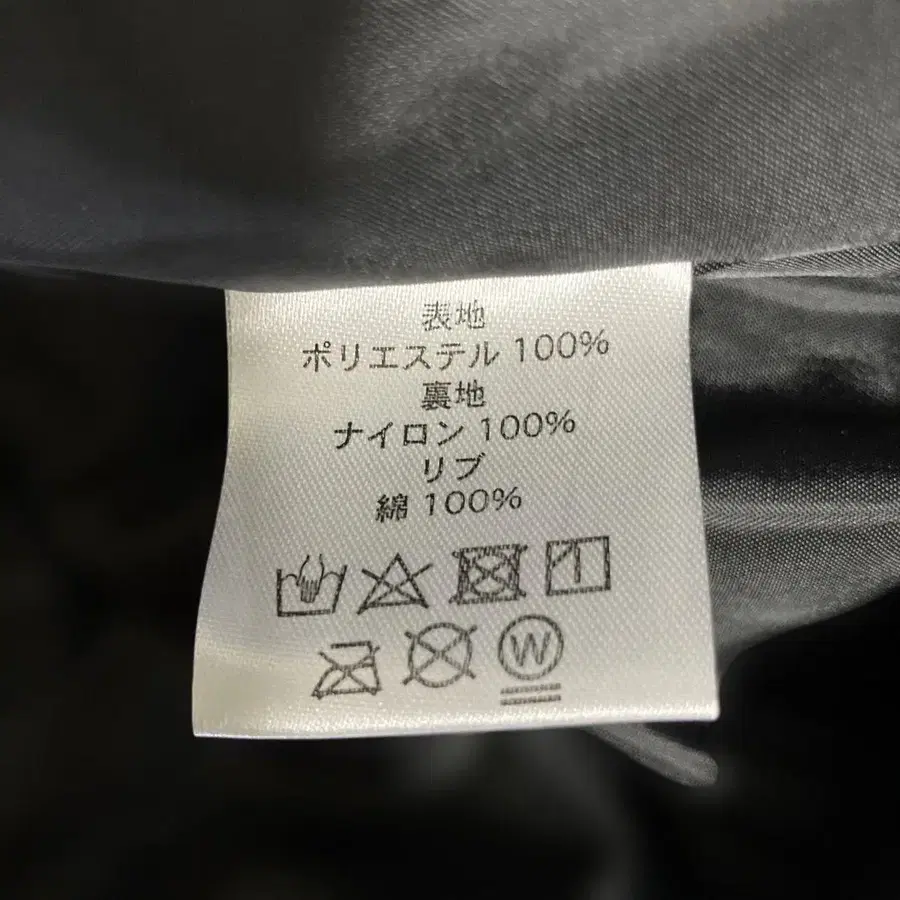 表地
ポリエステル 100%
裏地
ナイロン 100%
リブ
綿 100%
W